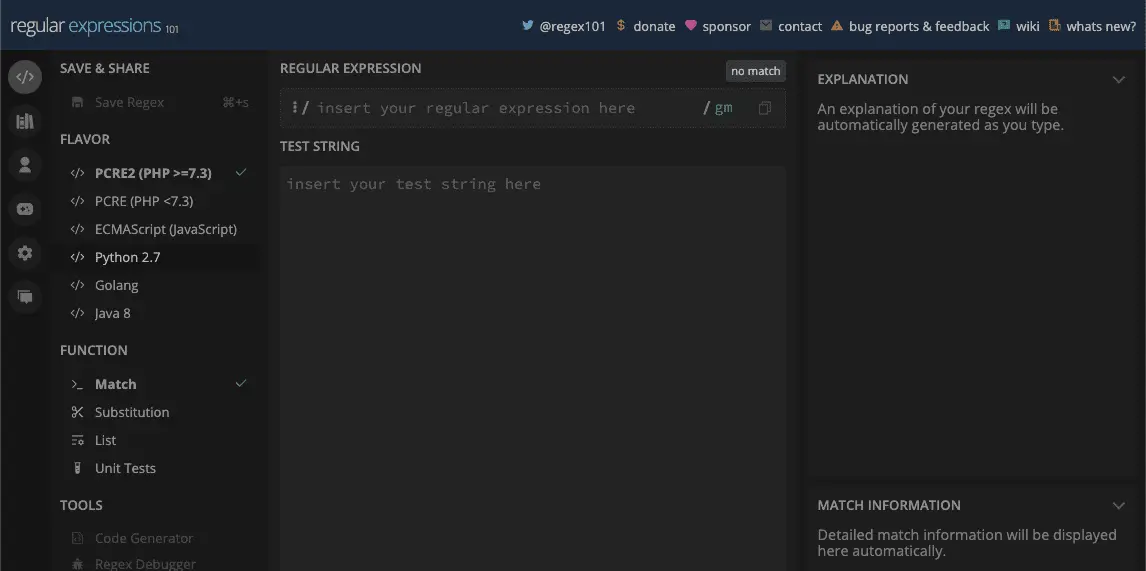 regular expressions 101
@regex101 donate sponsor contact bug reports & feedback wiki whats new?
SAVE & SHARE
Save Regex ⌘+s
FLAVOR
PCRE2 (PHP >=7.3)
PCRE (PHP <7.3)
ECMAScript (JavaScript)
Python 2.7
Golang
Java 8
FUNCTION
Match
Substitution
List
Unit Tests
TOOLS
Code Generator
Regex Debugger
REGULAR EXPRESSION
no match
/ insert your regular expression here / gm
TEST STRING
insert your test string here
EXPLANATION
An explanation of your regex will be
automatically generated as you type.
MATCH INFORMATION
Detailed match information will be displayed
here automatically.